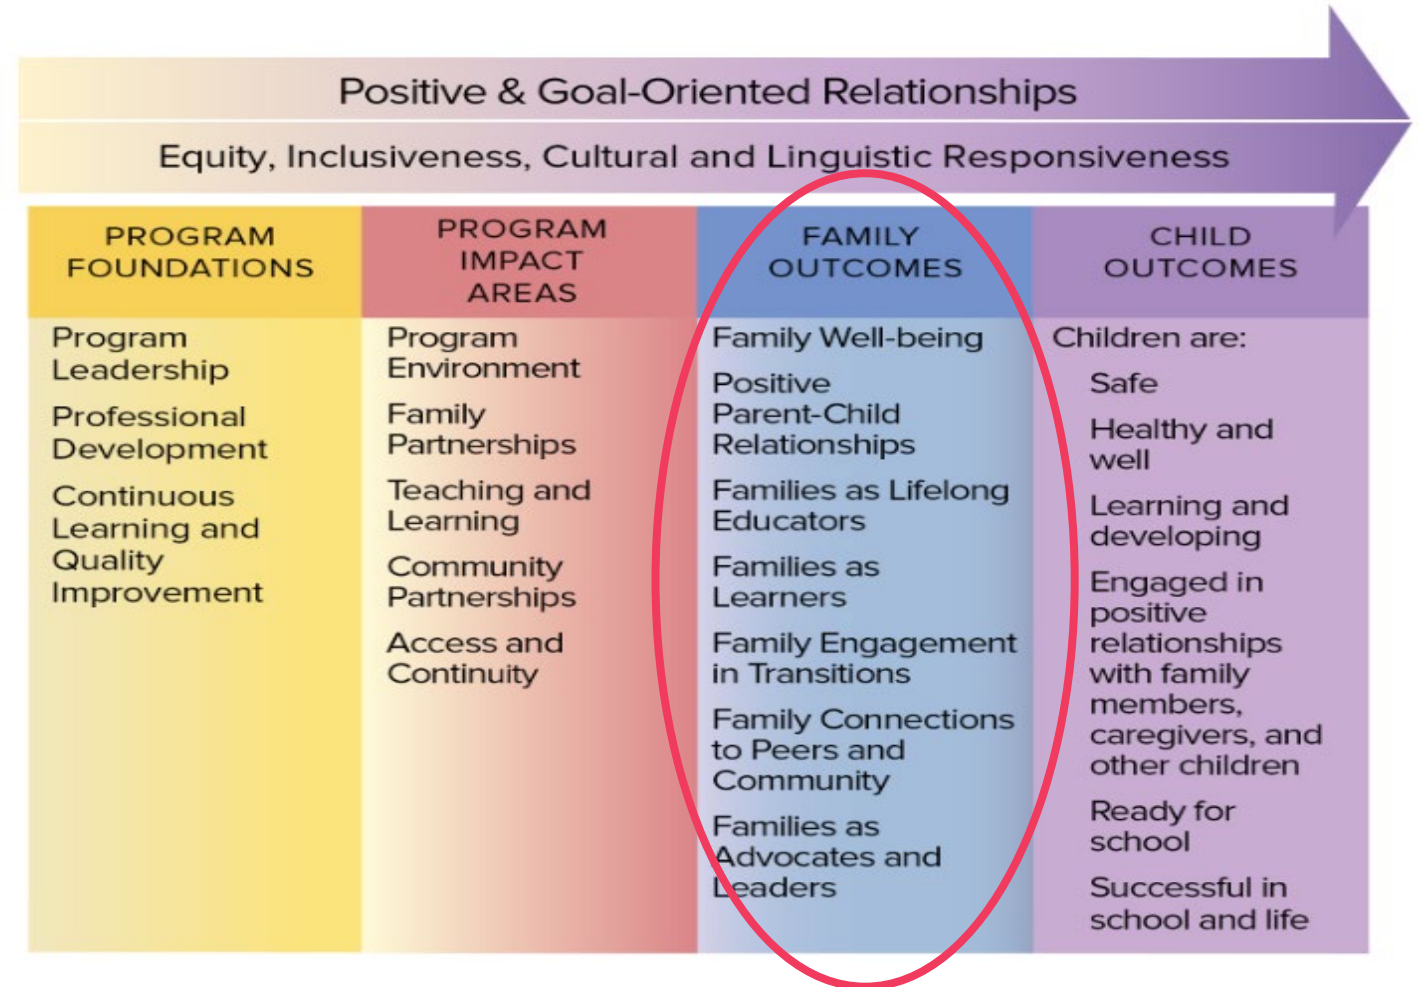 Positive & Goal-Oriented Relationships
Equity, Inclusiveness, Cultural and Linguistic Responsiveness
PROGRAM
FOUNDATIONS
Program
Leadership
Professional
Development
Continuous
Learning and
Quality
Improvement
PROGRAM
IMPACT
AREAS
Program
Environment
Family
Partnerships
Teaching and
Learning
Community
Partnerships
Access and
Continuity
FAMILY
OUTCOMES
Family Well-being
Positive
Parent-Child
Relationships
Families as Lifelong
Educators
Families as
Learners
Family Engagement
in Transitions
Family Connections
to Peers and
Community
Families as
Advocates and
Leaders
CHILD
OUTCOMES
Children are:
Safe
Healthy and
well
Learning and
developing
Engaged in
positive
relationships
with family
members,
caregivers, and
other children
Ready for
school
Successful in
school and life